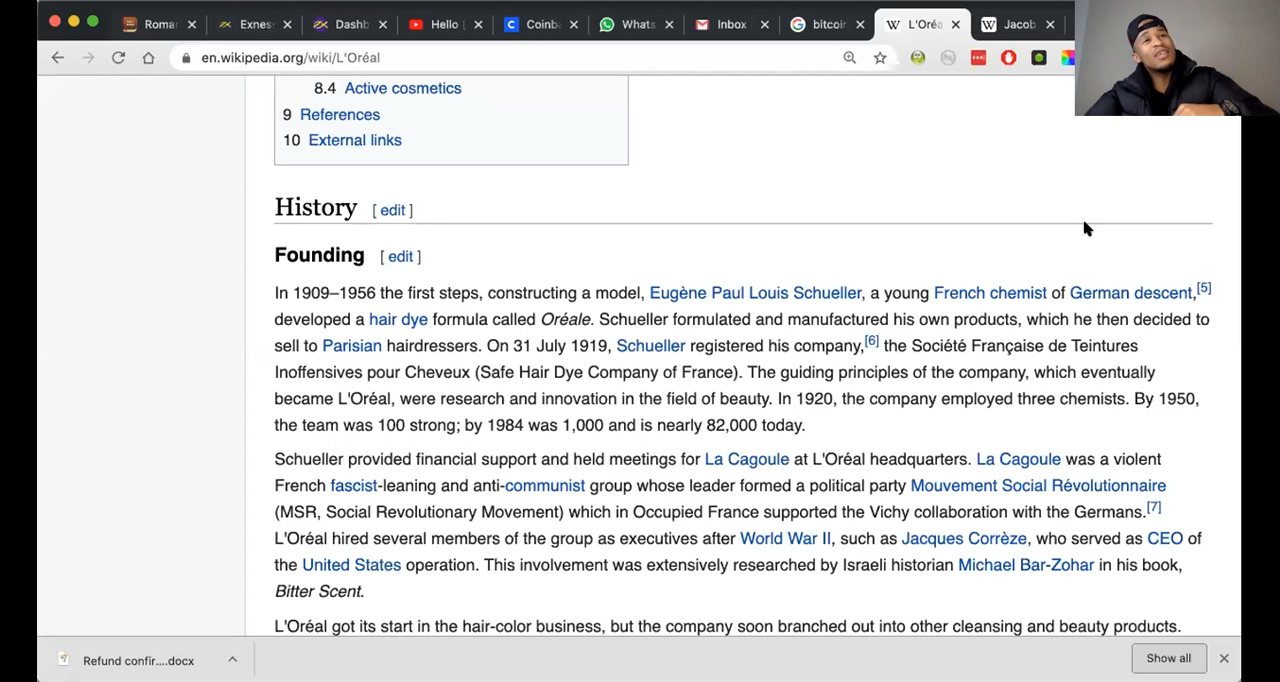 Roma
Exnes
Dashb
Hello [
Coinb
Whats
Inbox
bitcoin
L'Oréa
Jacob
en.wikipedia.org/wiki/L'Oréal
8.4 Active cosmetics
9 References
10 External links
History [ edit ]
Founding [ edit ]
In 1909–1956 the first steps, constructing a model, Eugène Paul Louis Schueller, a young French chemist of German descent,[5]
developed a hair dye formula called Oréale. Schueller formulated and manufactured his own products, which he then decided to
sell to Parisian hairdressers. On 31 July 1919, Schueller registered his company,[6] the Société Française de Teintures
Inoffensives pour Cheveux (Safe Hair Dye Company of France). The guiding principles of the company, which eventually
became L'Oréal, were research and innovation in the field of beauty. In 1920, the company employed three chemists. By 1950,
the team was 100 strong; by 1984 was 1,000 and is nearly 82,000 today.
Schueller provided financial support and held meetings for La Cagoule at L'Oréal headquarters. La Cagoule was a violent
French fascist-leaning and anti-communist group whose leader formed a political party Mouvement Social Révolutionnaire
(MSR, Social Revolutionary Movement) which in Occupied France supported the Vichy collaboration with the Germans.[7]
L'Oréal hired several members of the group as executives after World War II, such as Jacques Corrèze, who served as CEO of
the United States operation. This involvement was extensively researched by Israeli historian Michael Bar-Zohar in his book,
Bitter Scent.
L'Oréal got its start in the hair-color business, but the company soon branched out into other cleansing and beauty products.
Refund confir....docx
Show all